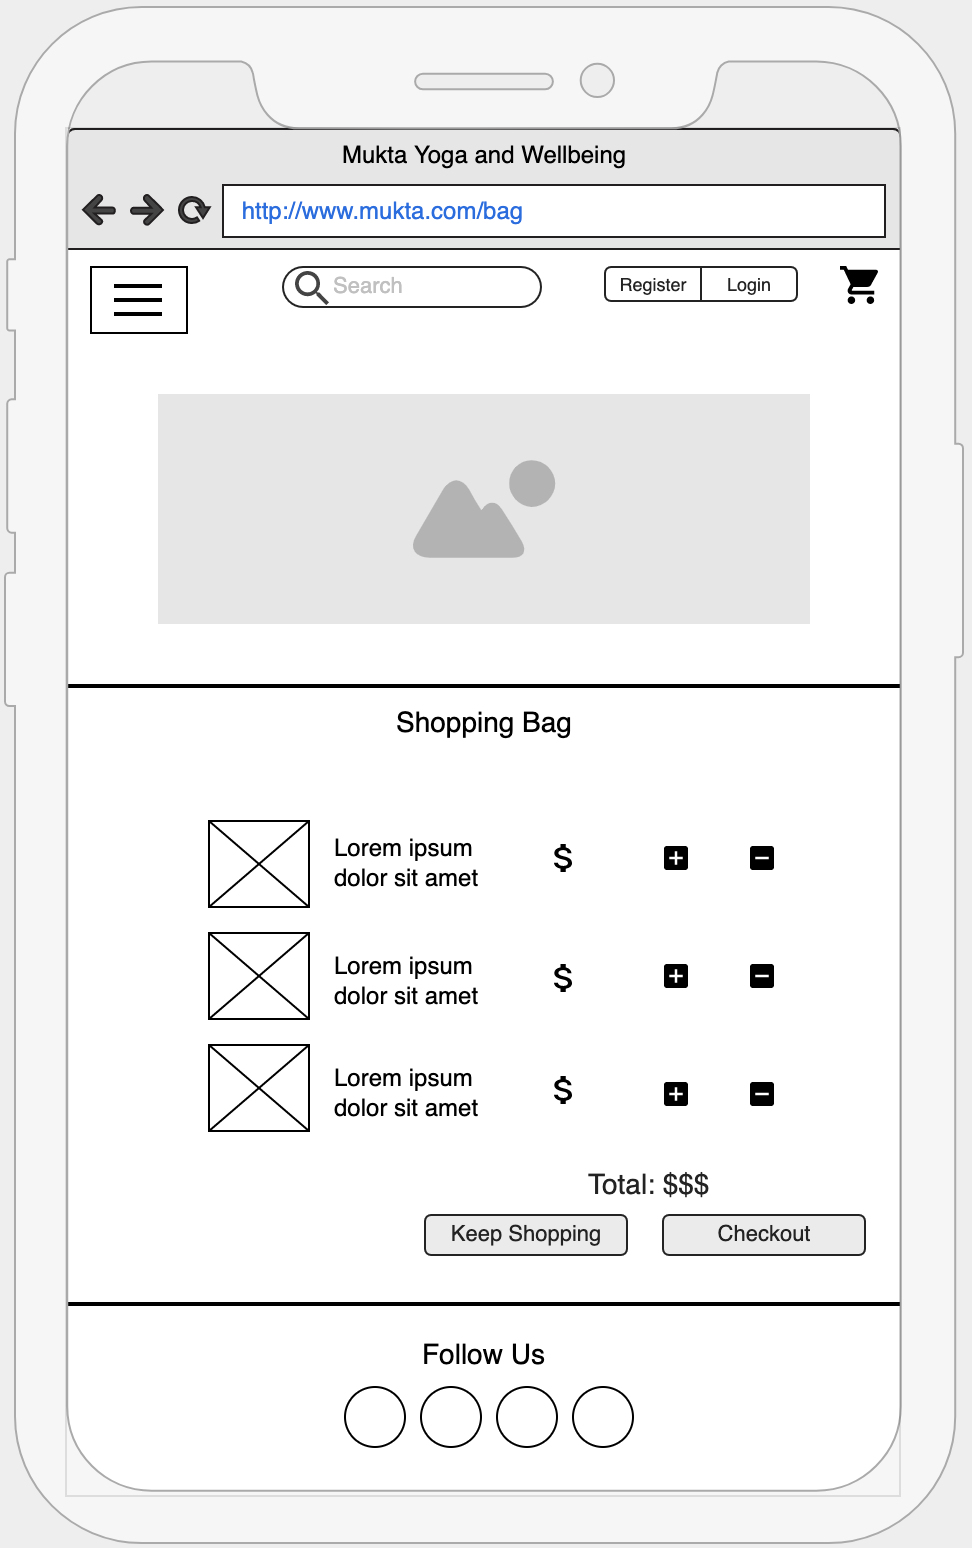 Mukta Yoga and Wellbeing
http://www.mukta.com/bag
Search
Register
Login
Shopping Bag
Lorem ipsum
dolor sit amet
$
Lorem ipsum
dolor sit amet
$
Lorem ipsum
dolor sit amet
$
Total: $$$
Keep Shopping
Checkout
Follow Us